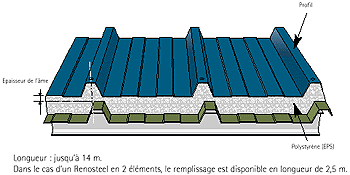 Profil
Epaisseur de l'âme
Polystyrène (EPS)
Longueur : jusqu'à 14 m.
Dans le cas d'un Renosteel en 2 éléments, le remplissage est disponible en longueur de 2,5 m.